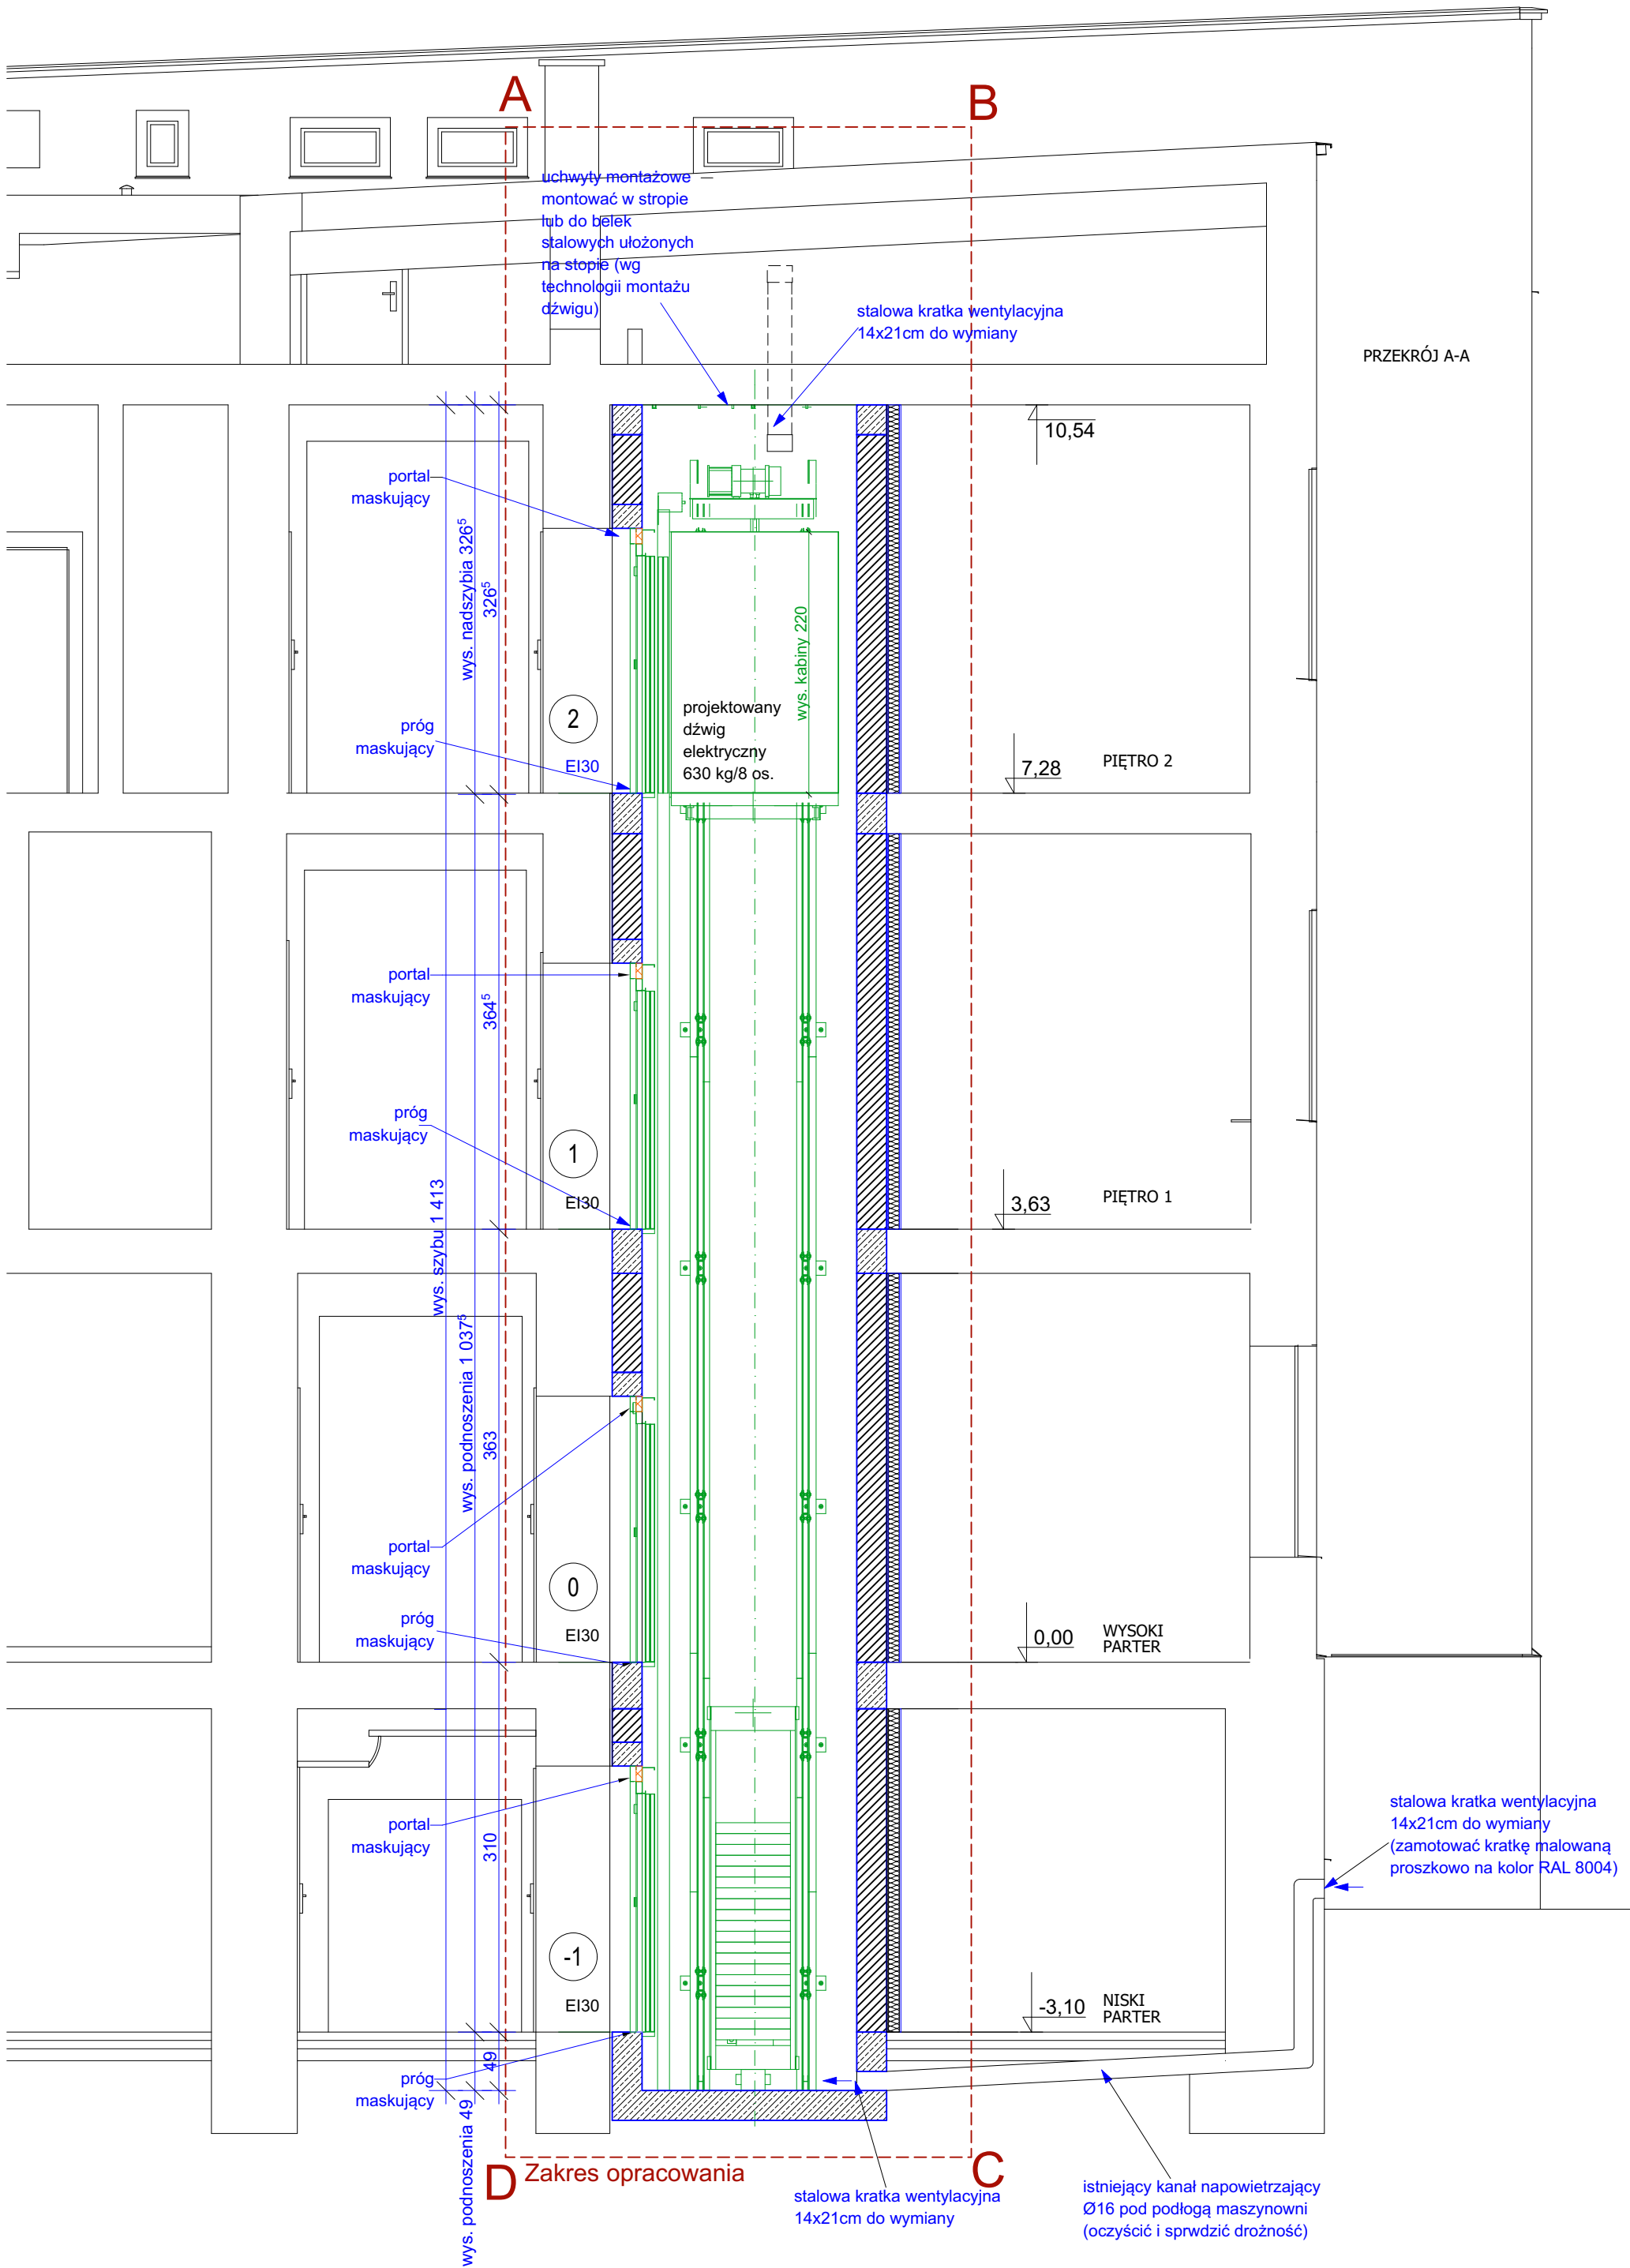 A
B
uchwyty montażowe
montować w stropie
lub do belek
stalowych ułożonych
na stopie (wg
technologii montażu
dźwigu)
stalowa kratka wentylacyjna
14x21cm do wymiany
PRZEKRÓJ A-A
10,54
portal
maskujący
wys. nadszybia 326⁵
326⁵
wys. kabiny 220
projektowany
dźwig
elektryczny
630 kg/8 os.
2
próg
maskujący
EI30
7,28
PIĘTRO 2
portal
maskujący
364⁵
próg
maskujący
1
EI30
3,63
PIĘTRO 1
wys. szybu 1 413
wys. podnoszenia 1 037⁵
363
portal
maskujący
0
próg
maskujący
EI30
0,00
WYSOKI
PARTER
portal
maskujący
310
stalowa kratka wentylacyjna
14x21cm do wymiany
(zamotować kratkę malowaną
proszkowo na kolor RAL 8004)
-1
EI30
-3,10
NISKI
PARTER
49
próg
maskujący
wys. podnoszenia 49
D
Zakres opracowania
C
stalowa kratka wentylacyjna
14x21cm do wymiany
istniejący kanał napowietrzający
Ø16 pod podłogą maszynowni
(oczyścić i sprwdzić drożność)